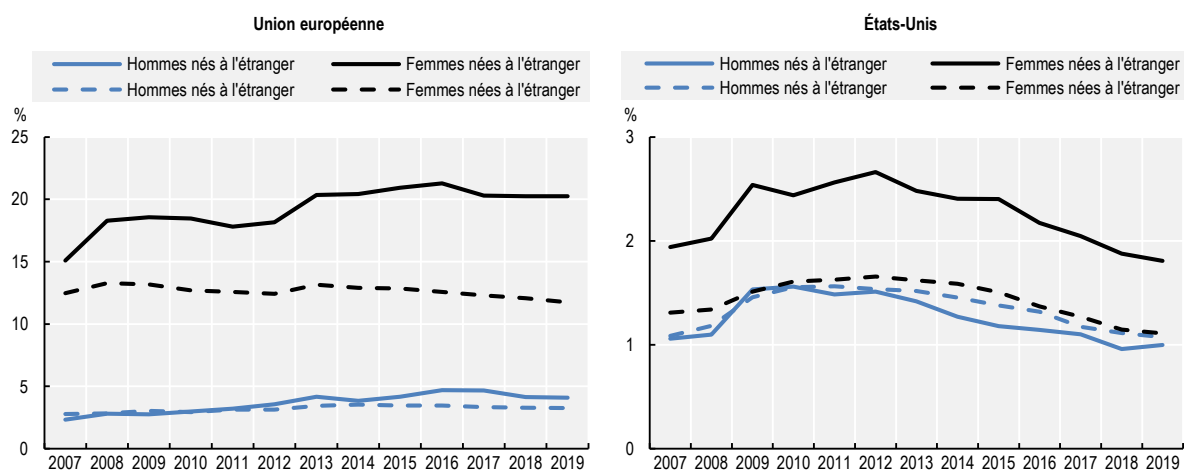 Union européenne
Hommes nés à l'étranger
Femmes nées à l'étranger
Hommes nés à l'étranger
Femmes nées à l'étranger
%
25
20
15
10
5
0
2007 2008 2009 2010 2011 2012 2013 2014 2015 2016 2017 2018 2019
États-Unis
Hommes nés à l'étranger
Femmes nées à l'étranger
Hommes nés à l'étranger
Femmes nées à l'étranger
%
3
2
1
0
2007 2008 2009 2010 2011 2012 2013 2014 2015 2016 2017 2018 2019